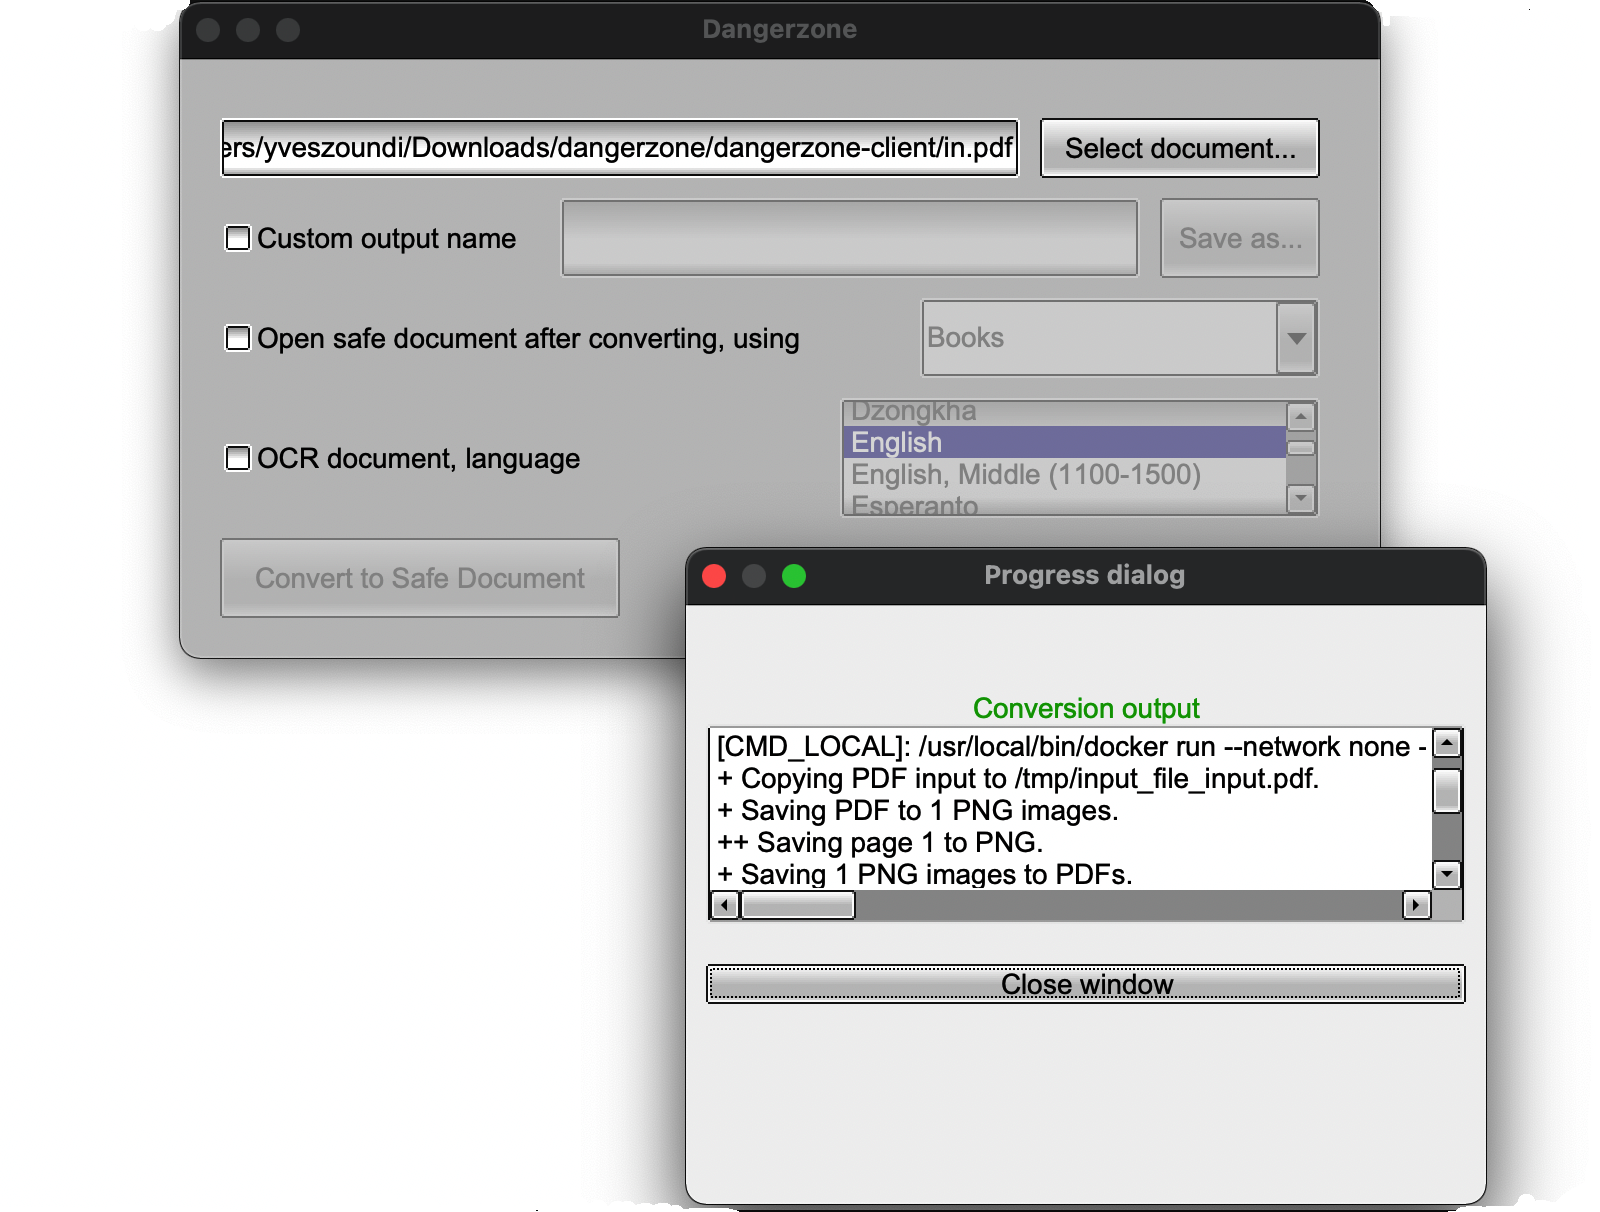 Dangerzone
ers/yveszoundi/Downloads/dangerzone/dangerzone-client/in.pdf
Select document...
Custom output name
Save as...
Open safe document after converting, using
Books
OCR document, language
Dzongkha
English
English, Middle (1100-1500)
Esperanto
Convert to Safe Document
Progress dialog
Conversion output
[CMD_LOCAL]: /usr/local/bin/docker run --network none -
+ Copying PDF input to /tmp/input_file_input.pdf.
+ Saving PDF to 1 PNG images.
++ Saving page 1 to PNG.
+ Saving 1 PNG images to PDFs.
Close window